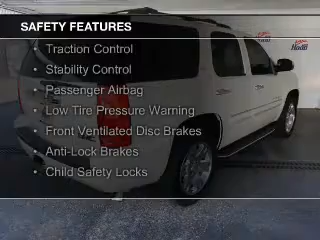 SAFETY FEATURES
• Traction Control
• Stability Control
• Passenger Airbag
• Low Tire Pressure Warning
• Front Ventilated Disc Brakes
• Anti-Lock Brakes
• Child Safety Locks